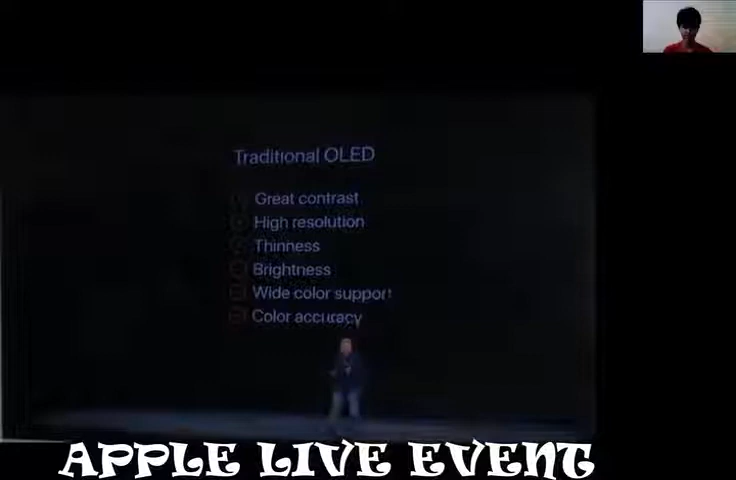 Traditional OLED
Great contrast
High resolution
Thinness
Brightness
Wide color support
Color accuracy
APPLE LIVE EVENT